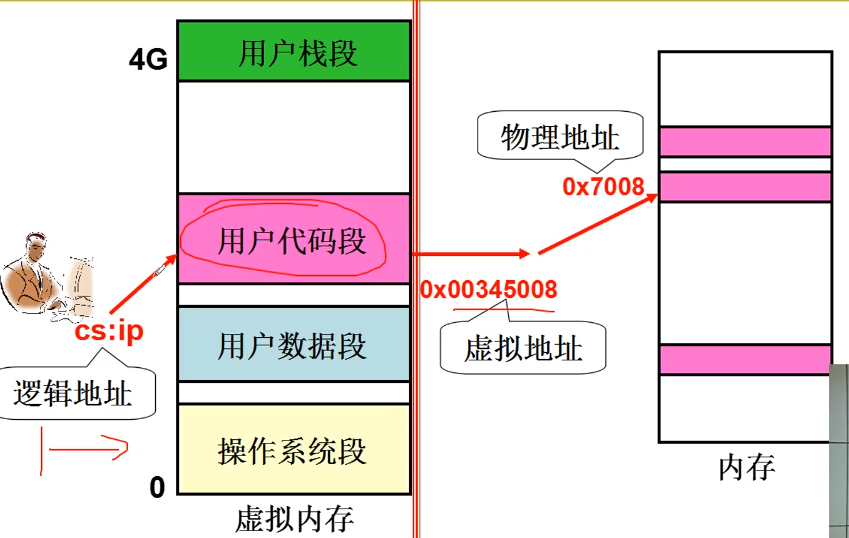 4G
用户栈段
物理地址
0x7008
用户代码段
0x00345008
cs:ip
虚拟地址
用户数据段
逻辑地址
操作系统段
0
虚拟内存
内存